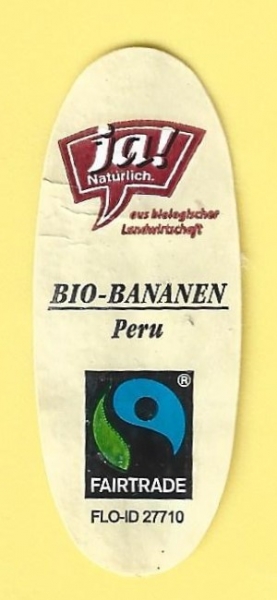 ja!
Natürlich.
aus biologischer
Landwirtschaft
BIO-BANANEN
Peru
®
FAIRTRADE
FLO-ID 27710